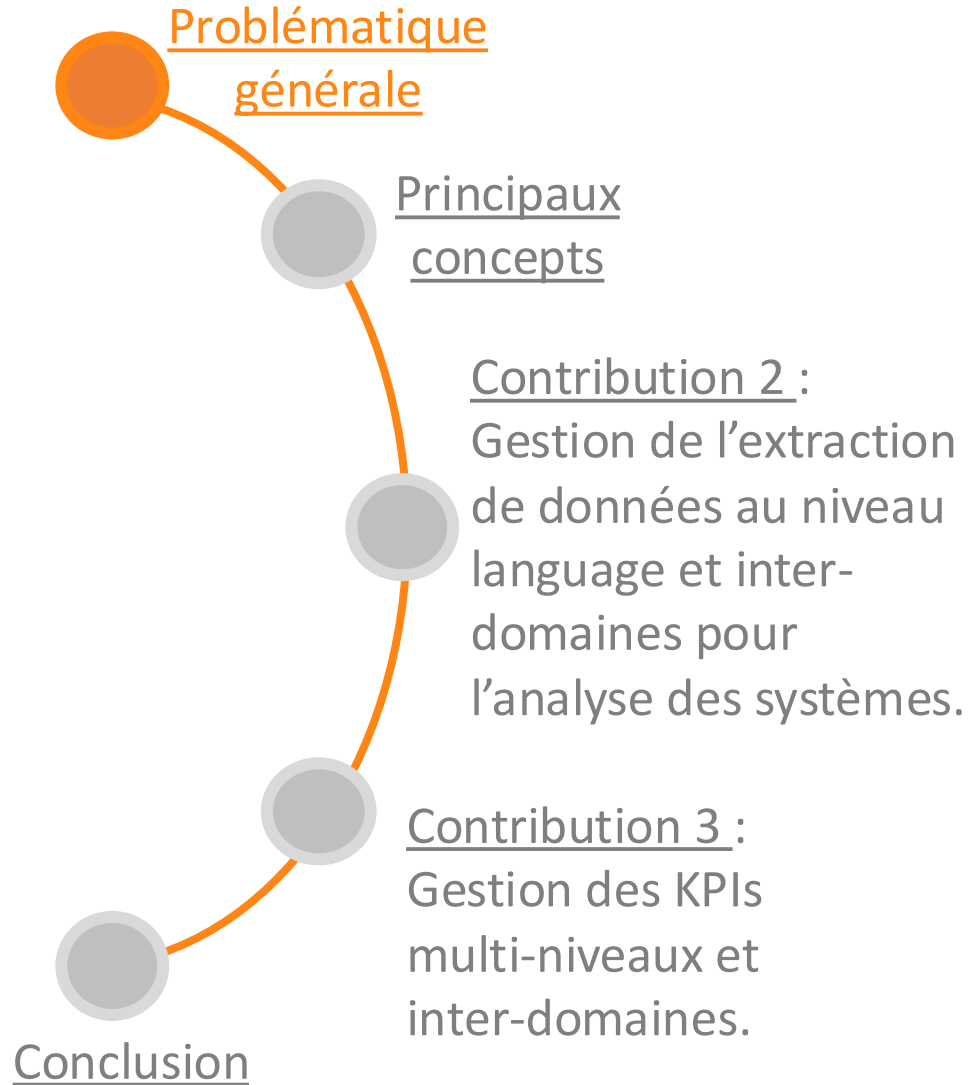 Problématique
générale
Principaux
concepts
Contribution 2 :
Gestion de l’extraction
de données au niveau
language et inter-
domaines pour
l’analyse des systèmes.
Contribution 3 :
Gestion des KPIs
multi-niveaux et
inter-domaines.
Conclusion